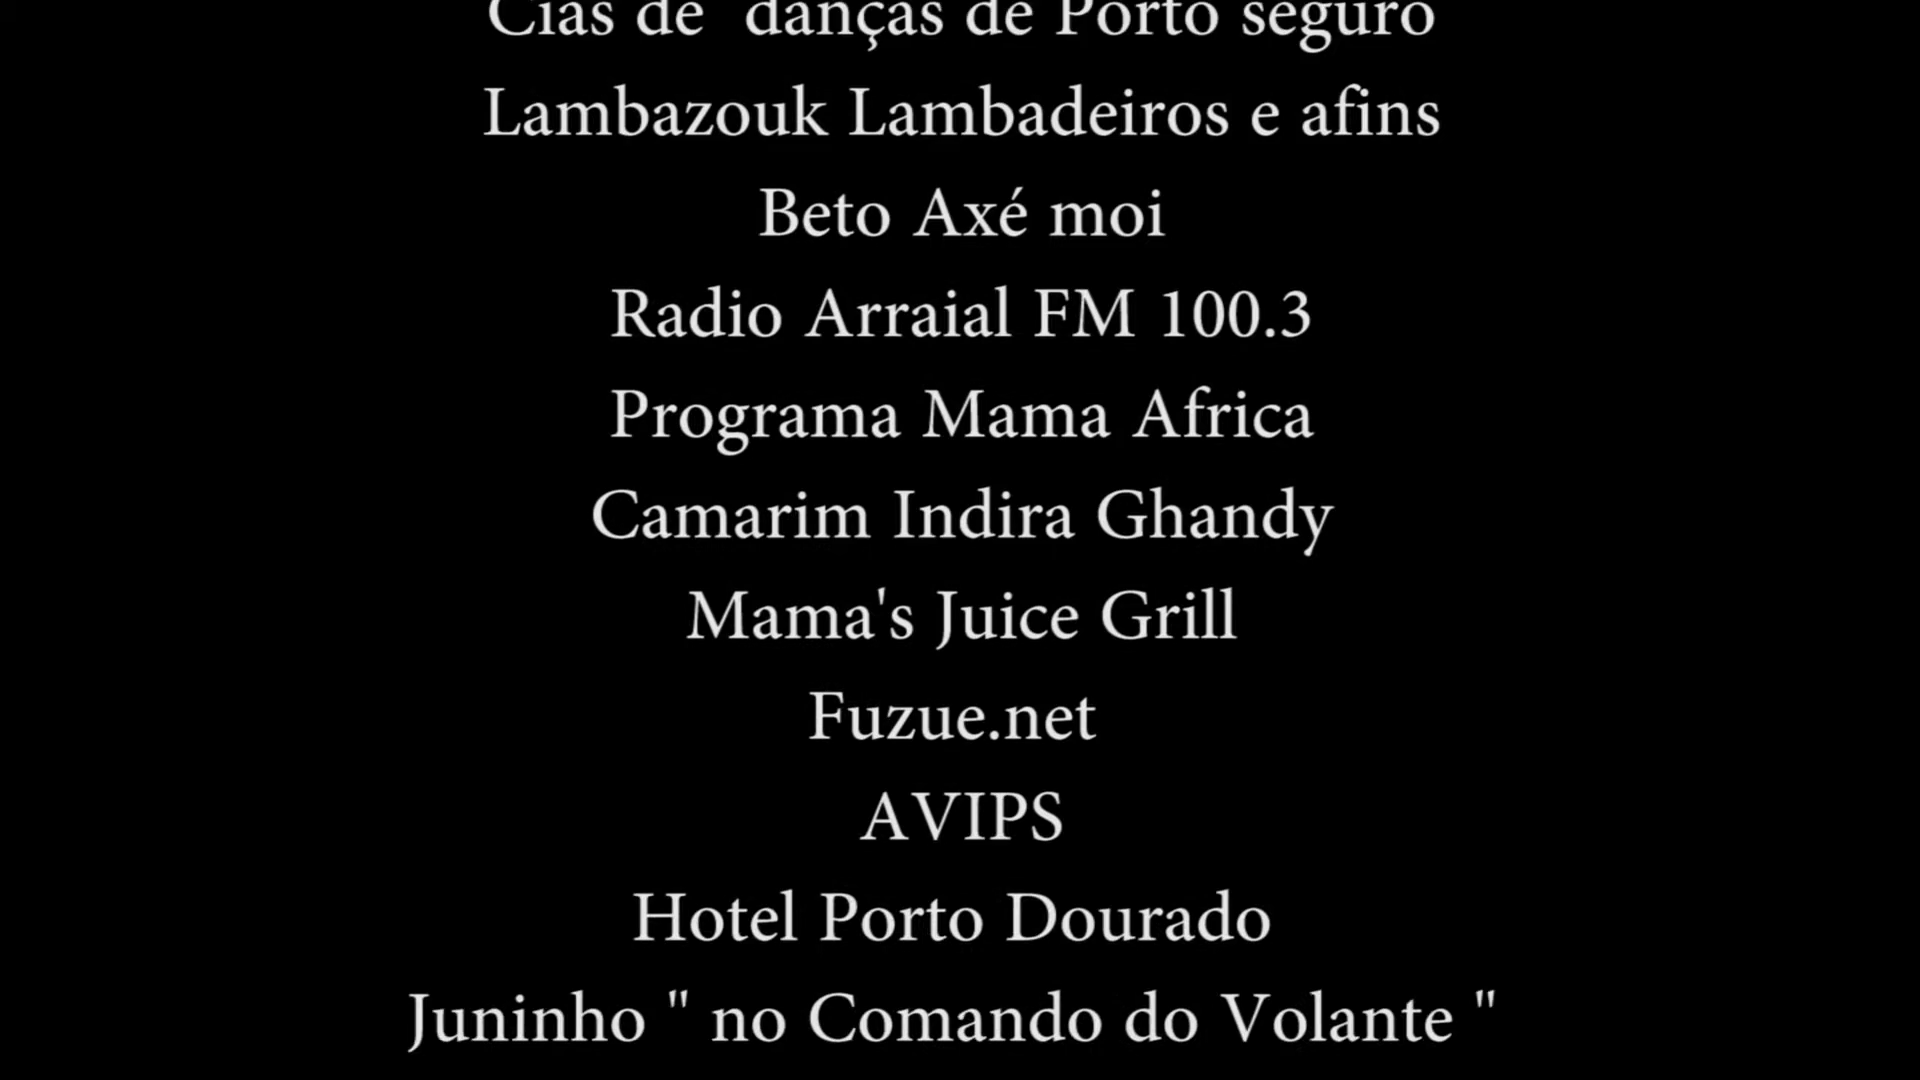 Cias de  danças de Porto seguro
Lambazouk Lambadeiros e afins
Beto Axé moi
Radio Arraial FM 100.3
Programa Mama Africa
Camarim Indira Ghandy
Mama's Juice Grill
Fuzue.net
AVIPS
Hotel Porto Dourado
Juninho " no Comando do Volante "